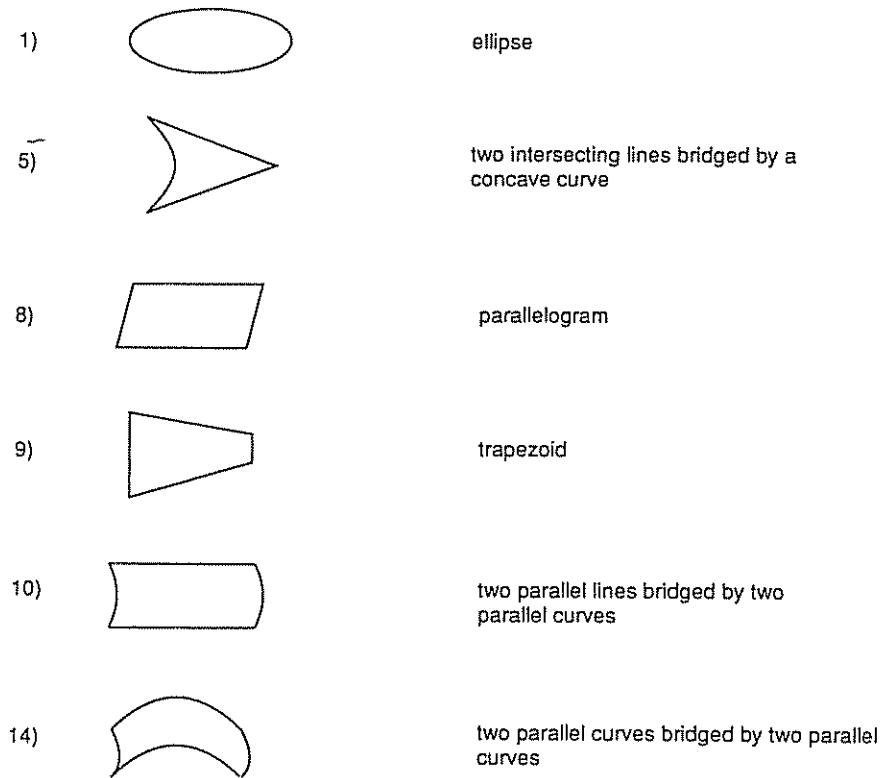 1) ellipse
5) two intersecting lines bridged by a
concave curve
8) parallelogram
9) trapezoid
10) two parallel lines bridged by two
parallel curves
14) two parallel curves bridged by two parallel
curves